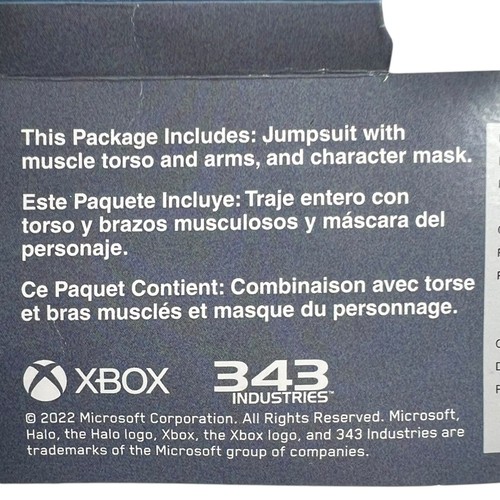 This Package Includes: Jumpsuit with
muscle torso and arms, and character mask.
Este Paquete Incluye: Traje entero con
torso y brazos musculosos y máscara del
personaje.
Ce Paquet Contient: Combinaison avec torse
et bras musclés et masque du personnage.
XBOX
343
INDUSTRIES™
© 2022 Microsoft Corporation. All Rights Reserved. Microsoft,
Halo, the Halo logo, Xbox, the Xbox logo, and 343 Industries are
trademarks of the Microsoft group of companies.